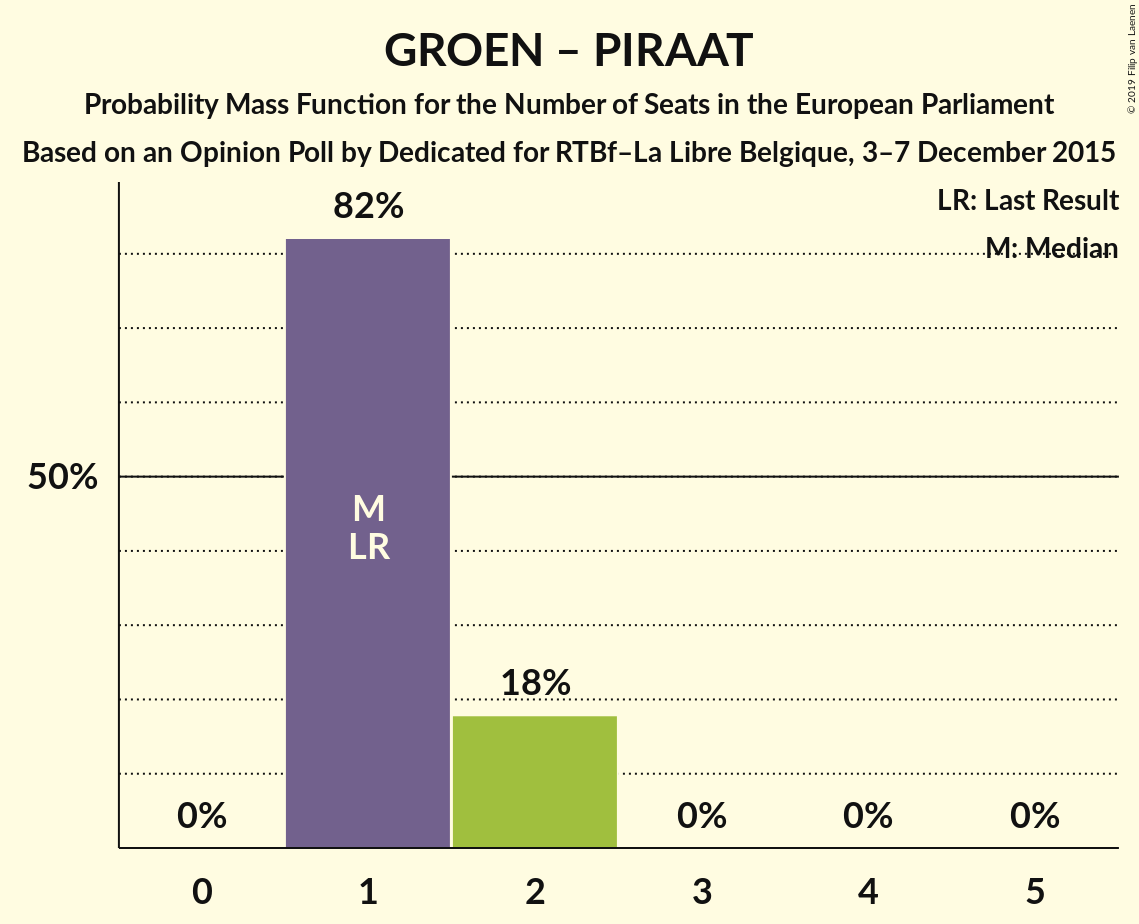 GROEN – PIRAAT
Probability Mass Function for the Number of Seats in the European Parliament
Based on an Opinion Poll by Dedicated for RTBf–La Libre Belgique, 3–7 December 2015
© 2019 Filip van Laenen
LR: Last Result
M: Median
82%
50%
M
LR
18%
0%
0%
0%
0%
0
1
2
3
4
5